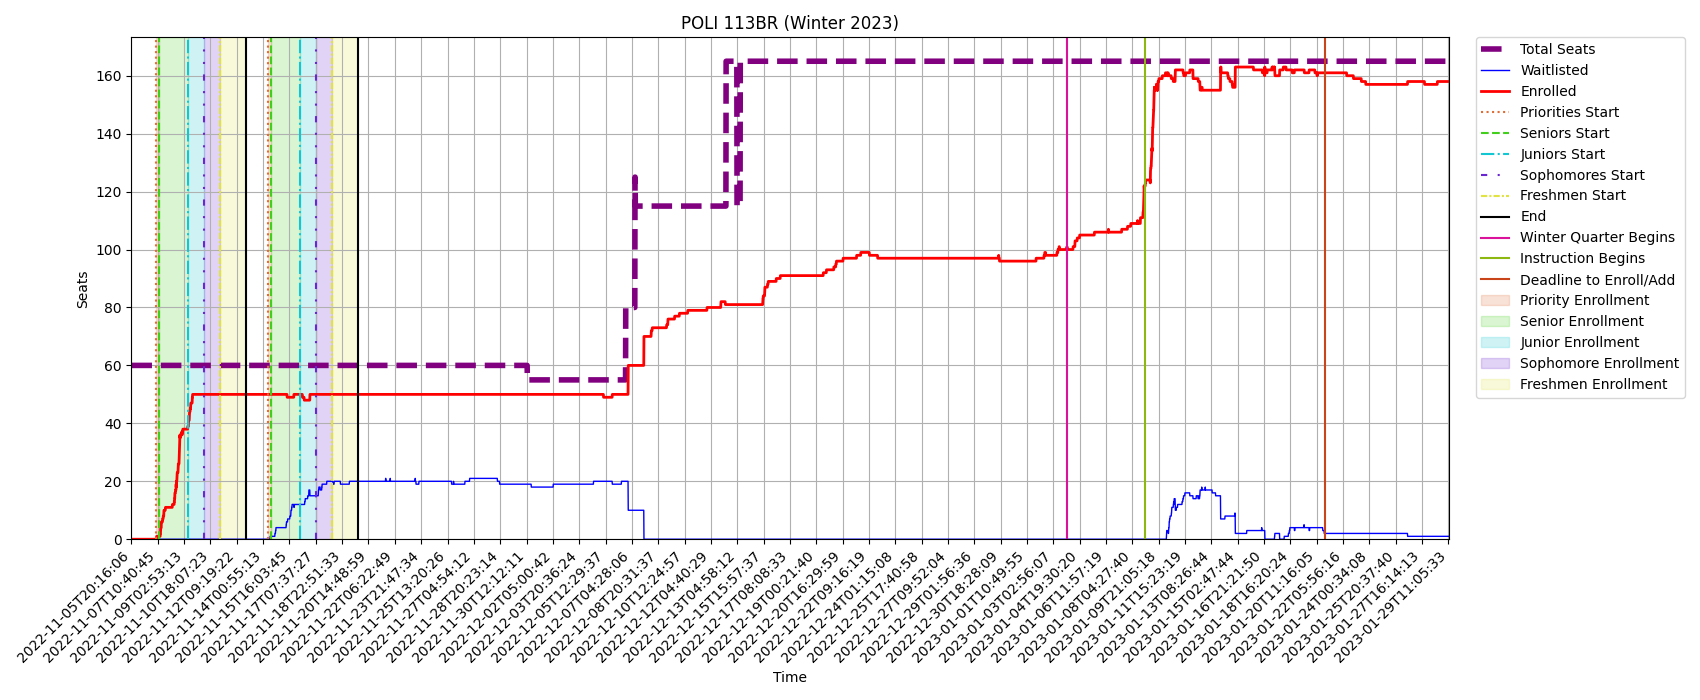 POLI 113BR (Winter 2023)
Seats
160
140
120
100
80
60
40
20
0
2022-11-05T20:16:06
2022-11-07T10:40:45
2022-11-09T02:53:13
2022-11-10T18:07:23
2022-11-12T09:19:22
2022-11-14T00:55:13
2022-11-15T16:03:45
2022-11-17T07:37:27
2022-11-18T22:51:33
2022-11-20T14:48:59
2022-11-22T06:22:49
2022-11-23T21:47:34
2022-11-25T13:20:26
2022-11-27T04:54:12
2022-11-28T20:23:14
2022-11-30T12:12:11
2022-12-02T05:00:42
2022-12-03T20:36:24
2022-12-05T12:29:37
2022-12-07T04:28:06
2022-12-08T20:31:37
2022-12-10T12:24:57
2022-12-12T04:40:29
2022-12-13T04:58:12
2022-12-15T15:57:37
2022-12-17T08:08:33
2022-12-19T00:21:40
2022-12-20T16:29:59
2022-12-22T09:16:19
2022-12-24T01:15:08
2022-12-25T17:40:58
2022-12-27T09:52:04
2022-12-29T01:56:36
2022-12-30T18:28:09
2023-01-01T10:49:55
2023-01-03T02:56:07
2023-01-04T19:30:20
2023-01-06T11:57:19
2023-01-08T04:27:40
2023-01-09T21:05:18
2023-01-11T15:23:19
2023-01-13T08:26:44
2023-01-15T02:47:44
2023-01-16T21:21:50
2023-01-18T16:20:24
2023-01-20T11:16:05
2023-01-22T05:56:16
2023-01-24T00:34:08
2023-01-25T20:37:40
2023-01-27T16:14:13
2023-01-29T11:05:33
Time
Total Seats
Waitlisted
Enrolled
Priorities Start
Seniors Start
Juniors Start
Sophomores Start
Freshmen Start
End
Winter Quarter Begins
Instruction Begins
Deadline to Enroll/Add
Priority Enrollment
Senior Enrollment
Junior Enrollment
Sophomore Enrollment
Freshmen Enrollment